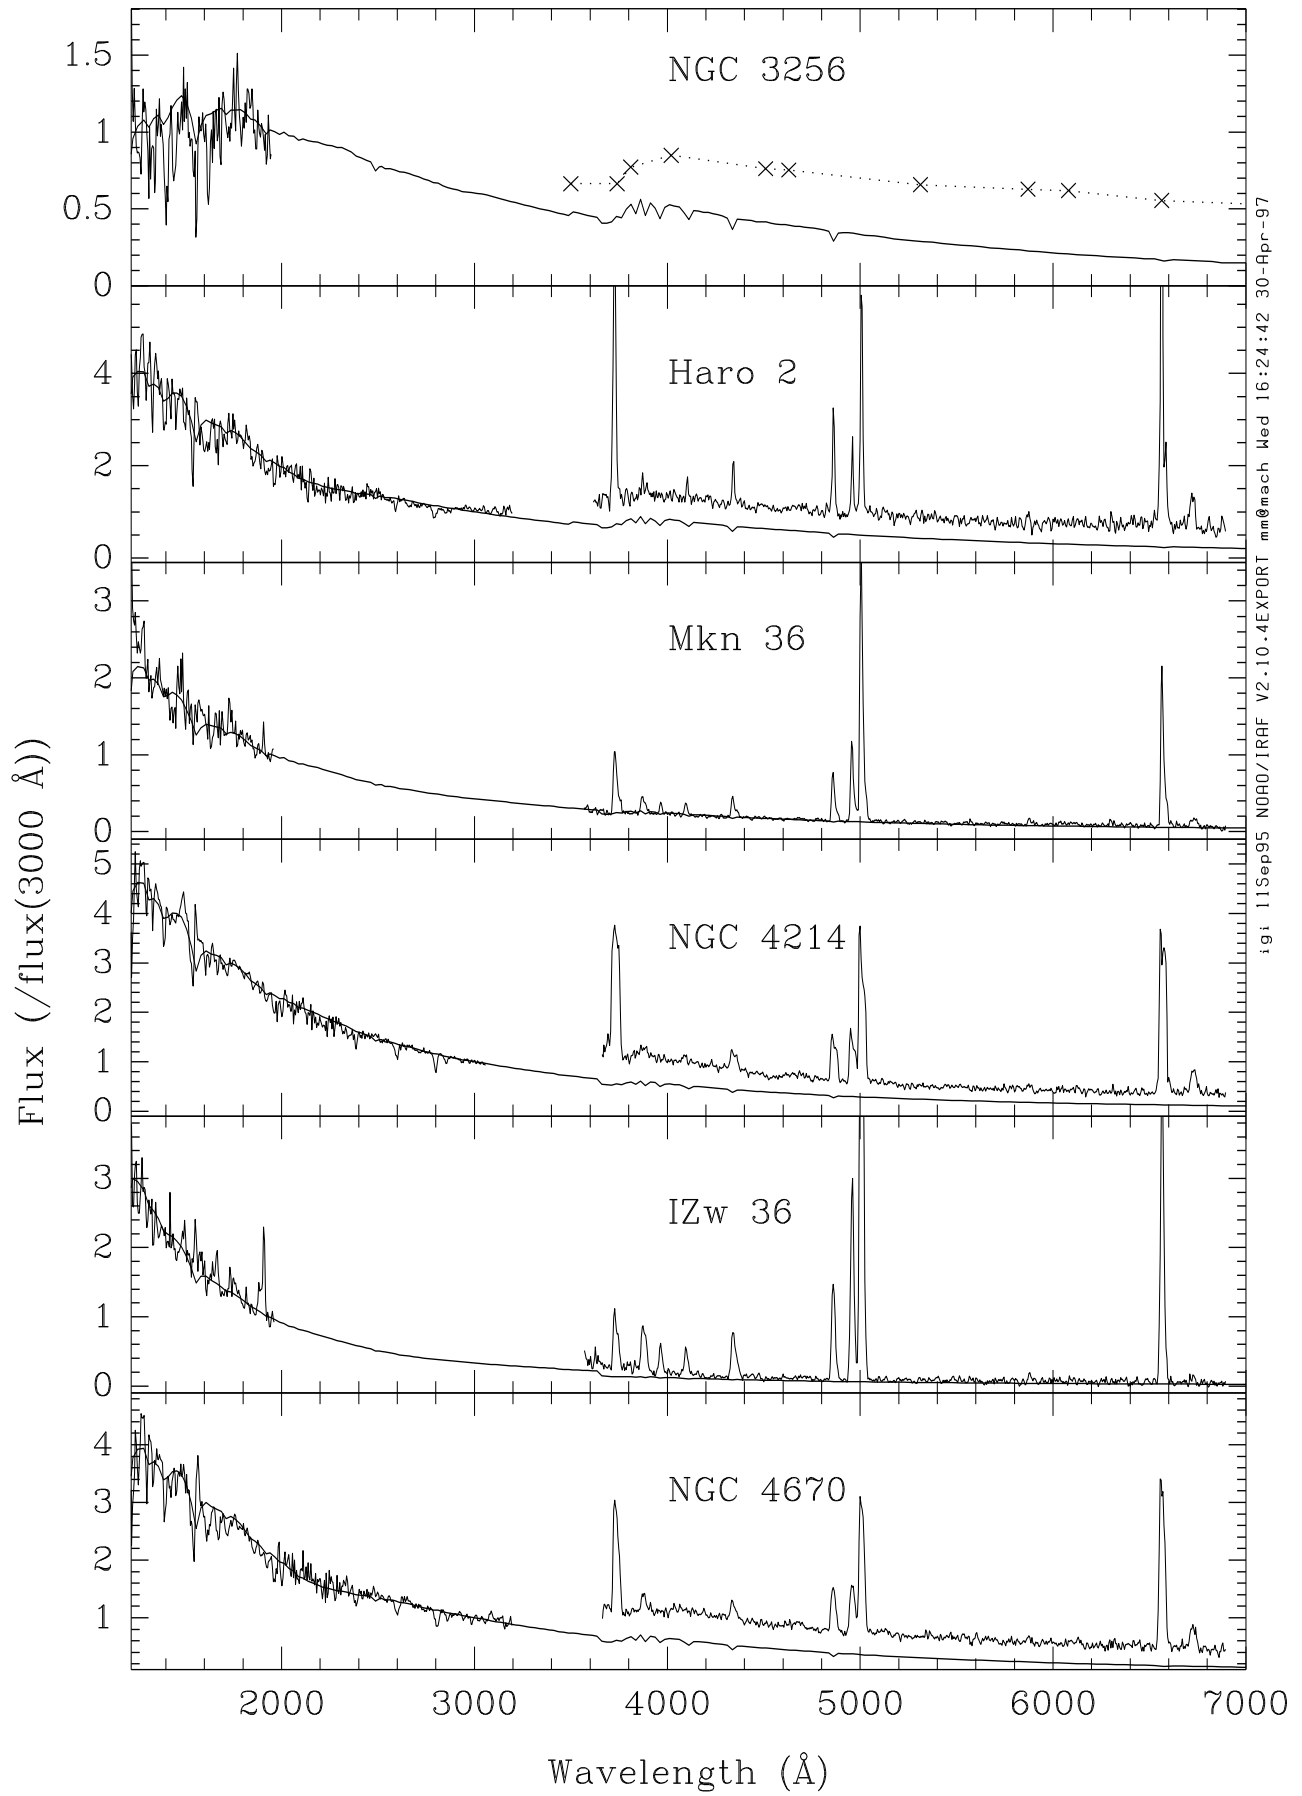 NGC 3256
1.5
1
0.5
0
Haro 2
4
2
0
Mkn 36
3
2
1
0
NGC 4214
5
4
3
2
1
0
IZw 36
3
2
1
0
NGC 4670
4
3
2
1
2000 3000 4000 5000 6000 7000
Wavelength (Å)
Flux (/flux(3000 Å))
igi 11Sep95 NOAO/IRAF V2.10.4EXPORT mm@mach Wed 16:24:42 30-Apr-97